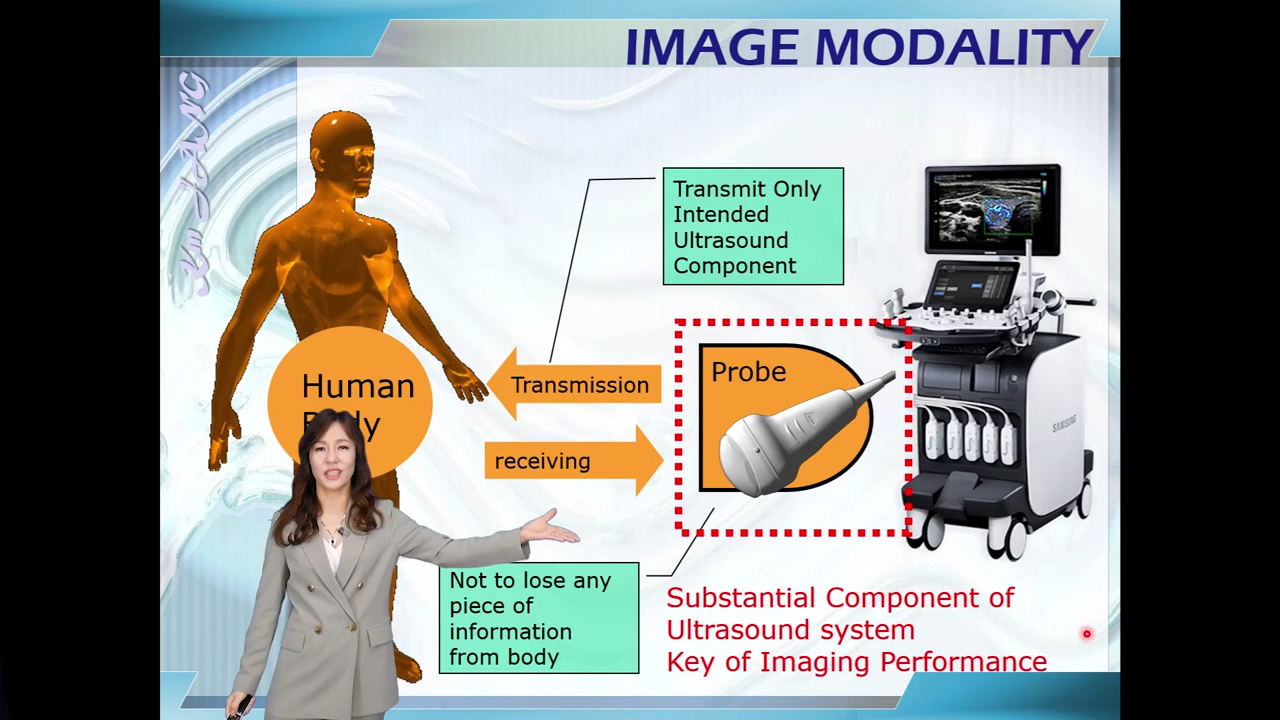 IMAGE MODALITY
Transmit Only
Intended
Ultrasound
Component
Probe
Human
Transmission
receiving
SAMSUNG
Not to lose any
piece of
information
from body
Substantial Component of
Ultrasound system
Key of Imaging Performance